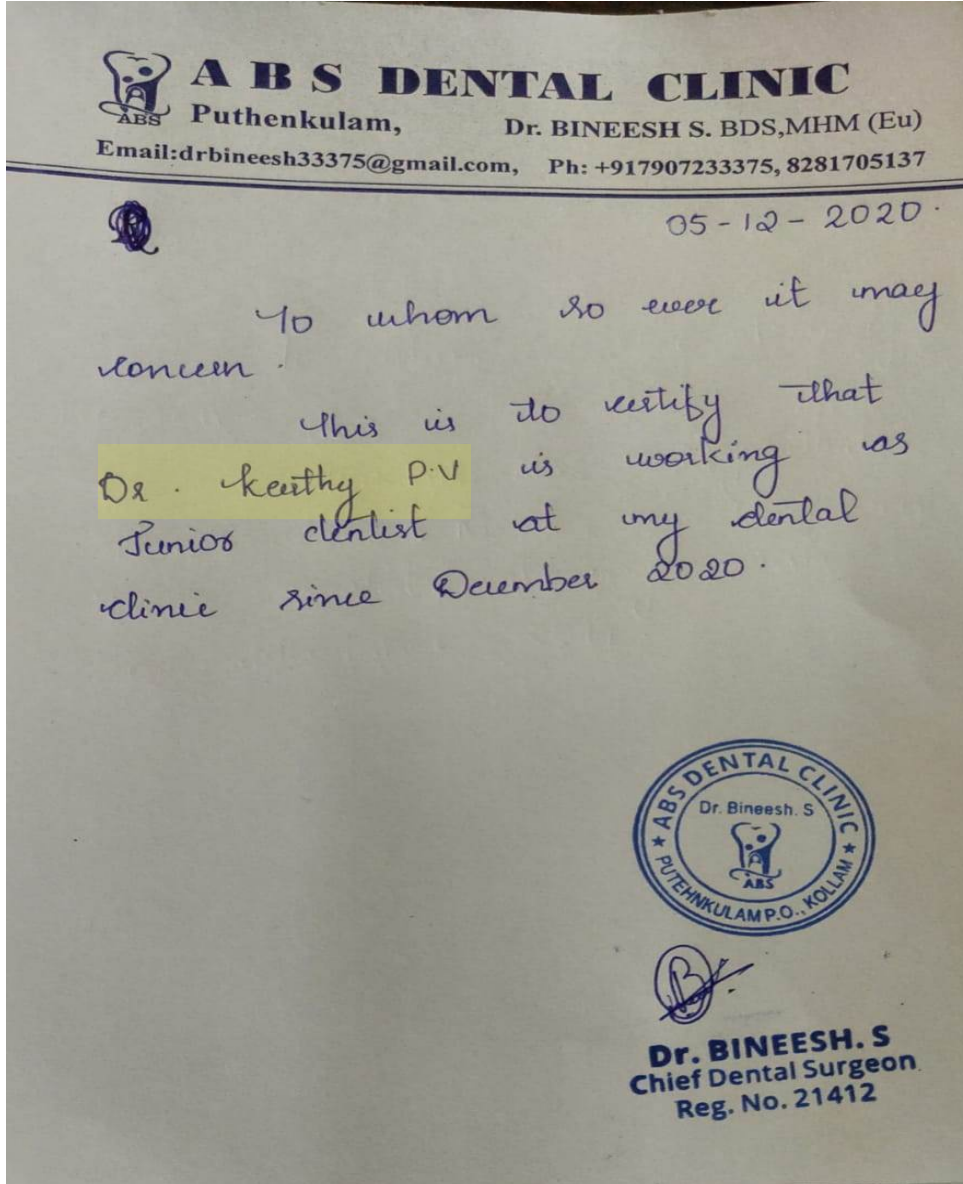 ABS DENTAL CLINIC
ABS
Puthenkulam, Dr. BINEESH S. BDS,MHM (Eu)
Email:drbineesh33375@gmail.com, Ph: +917907233375, 8281705137
05-12-2020.
To whom so ever it may
concern.
This is to certify that
Dr. Keerthy P.V is working as
Junior dentist at my dental
clinic since December 2020.
ABS DENTAL CLINIC
Dr. Bineesh. S
ABS
PUTEHNKULAM P.O., KOLLAM
Dr. BINEESH. S
Chief Dental Surgeon
Reg. No. 21412